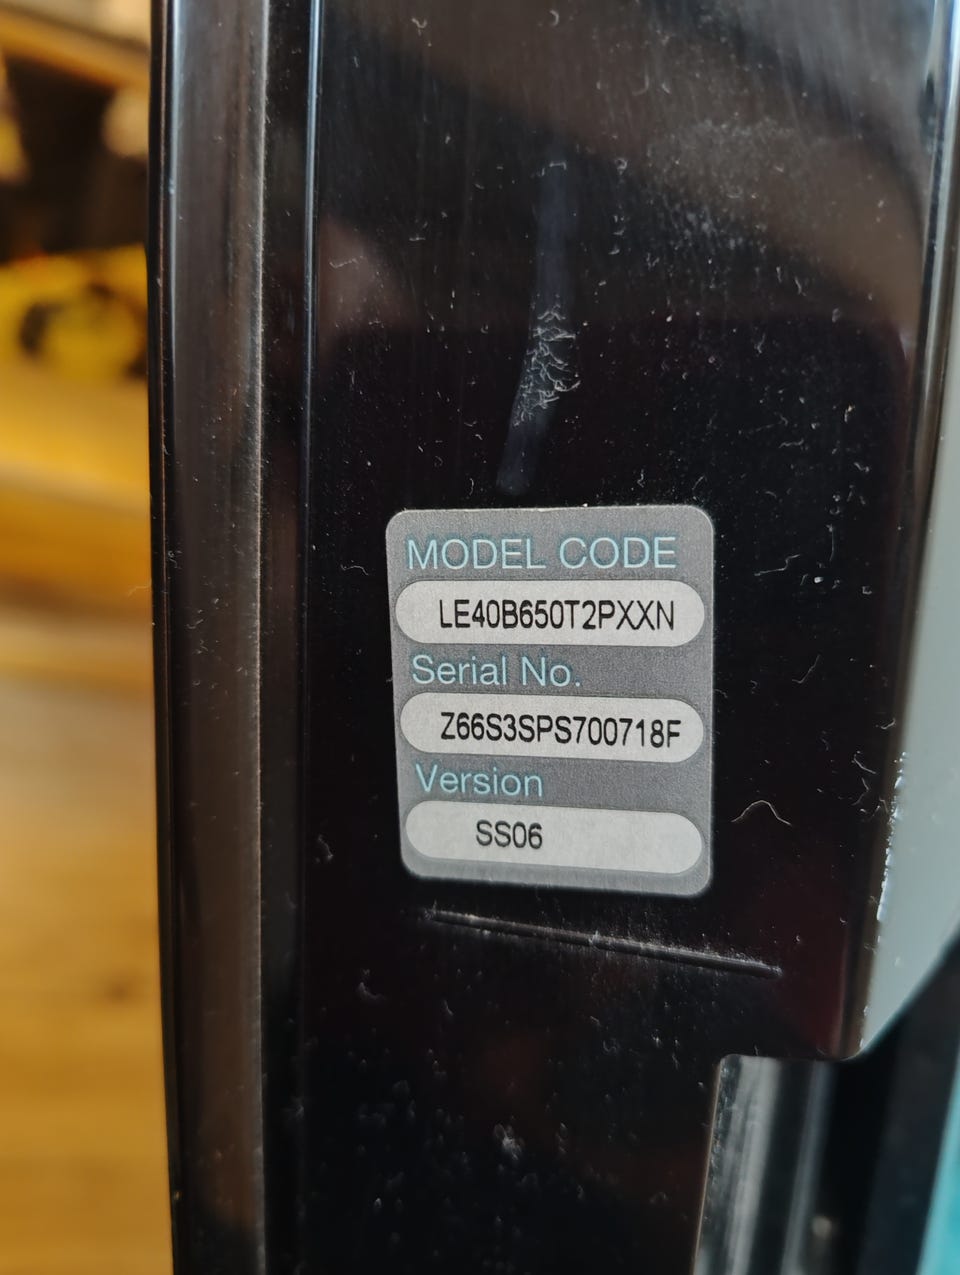 MODEL CODE
LE40B650T2PXXN
Serial No.
Z66S3SPS700718F
Version
SS06